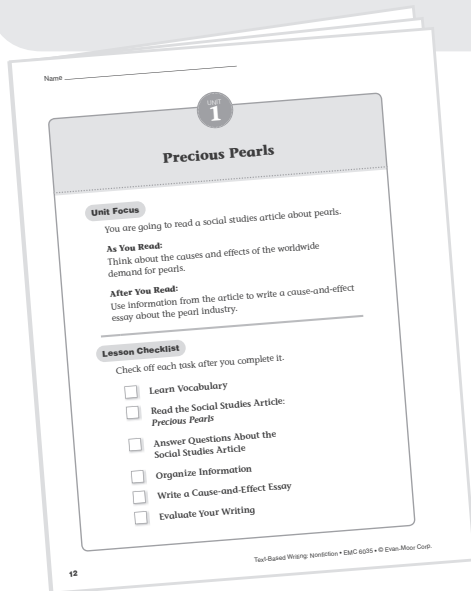 Name
UNIT
1
Precious Pearls
Unit Focus
You are going to read a social studies article about pearls.
As You Read:
Think about the causes and effects of the worldwide
demand for pearls.
After You Read:
Use information from the article to write a cause-and-effect
essay about the pearl industry.
Lesson Checklist
Check off each task after you complete it.
Learn Vocabulary
Read the Social Studies Article:
Precious Pearls
Answer Questions About the
Social Studies Article
Organize Information
Write a Cause-and-Effect Essay
Evaluate Your Writing
12
Text-Based Writing: Nonfiction • EMC 6035 • © Evan-Moor Corp.